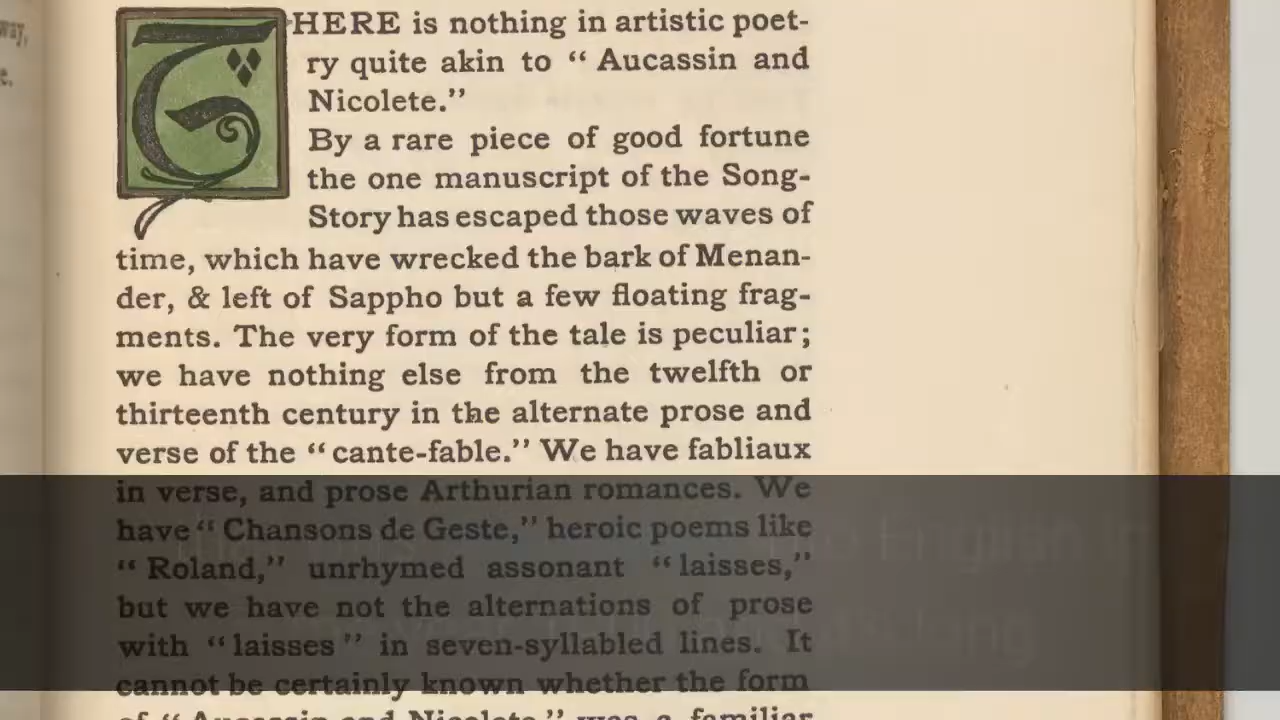 way,
e.
THERE is nothing in artistic poet-
ry quite akin to “ Aucassin and
Nicolete.”
By a rare piece of good fortune
the one manuscript of the Song-
Story has escaped those waves of
time, which have wrecked the bark of Menan-
der, & left of Sappho but a few floating frag-
ments. The very form of the tale is peculiar;
we have nothing else from the twelfth or
thirteenth century in the alternate prose and
verse of the “ cante-fable.” We have fabliaux
in verse, and prose Arthurian romances. We
have “ Chansons de Geste,” heroic poems like
“ Roland,” unrhymed assonant “ laisses,”
but we have not the alternations of prose
with “ laisses ” in seven-syllabled lines. It
cannot be certainly known whether the form
of “ Aucassin and Nicolete ” was a familiar